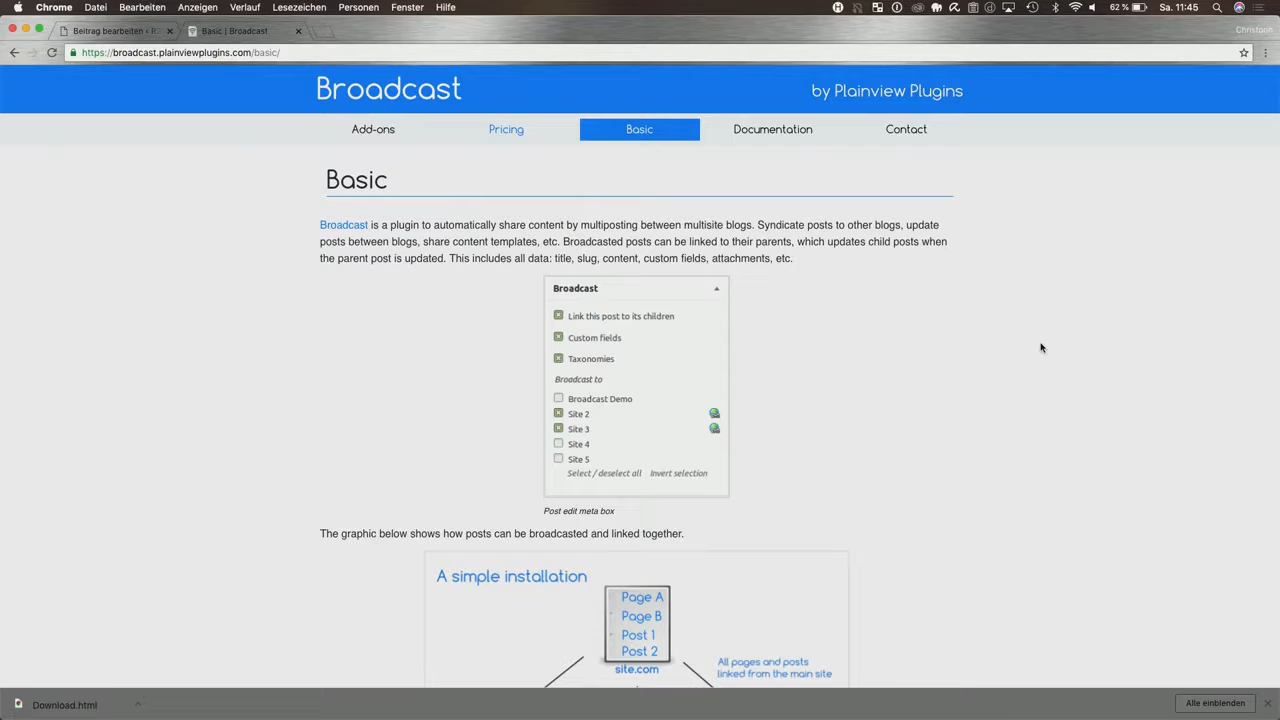 Chrome Datei Bearbeiten Anzeigen Verlauf Lesezeichen Personen Fenster Hilfe 62 % Sa. 11:45
Beitrag bearbeiten ‹ Basic | Broadcast Christoph
https://broadcast.plainviewplugins.com/basic/
Broadcast by Plainview Plugins
Add-ons Pricing Basic Documentation Contact
Basic
Broadcast is a plugin to automatically share content by multiposting between multisite blogs. Syndicate posts to other blogs, update
posts between blogs, share content templates, etc. Broadcasted posts can be linked to their parents, which updates child posts when
the parent post is updated. This includes all data: title, slug, content, custom fields, attachments, etc.
Broadcast
Link this post to its children
Custom fields
Taxonomies
Broadcast to
Broadcast Demo
Site 2
Site 3
Site 4
Site 5
Select / deselect all Invert selection
Post edit meta box
The graphic below shows how posts can be broadcasted and linked together.
A simple installation
Page A
Page B
Post 1
Post 2
site.com
All pages and posts
linked from the main site
Download.html Alle einblenden